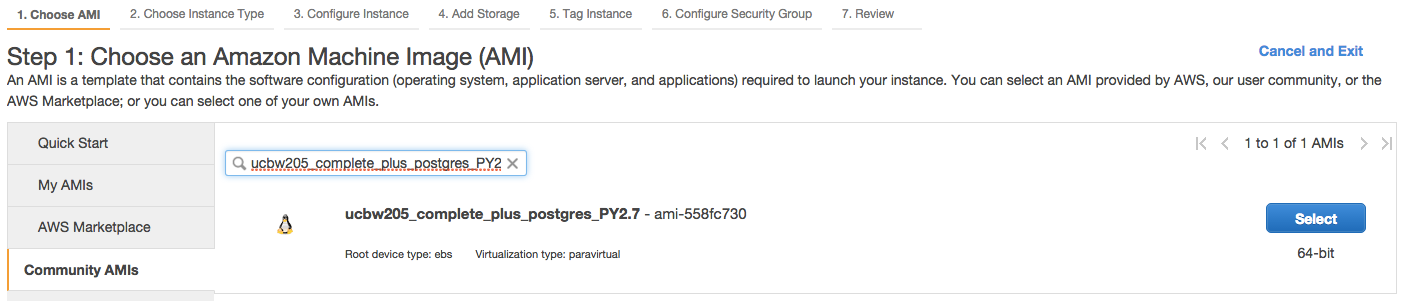 1. Choose AMI 2. Choose Instance Type 3. Configure Instance 4. Add Storage 5. Tag Instance 6. Configure Security Group 7. Review
Step 1: Choose an Amazon Machine Image (AMI)
Cancel and Exit
An AMI is a template that contains the software configuration (operating system, application server, and applications) required to launch your instance. You can select an AMI provided by AWS, our user community, or the
AWS Marketplace; or you can select one of your own AMIs.
Quick Start
My AMIs
AWS Marketplace
Community AMIs
1 to 1 of 1 AMIs
ucbw205_complete_plus_postgres_PY2
ucbw205_complete_plus_postgres_PY2.7 - ami-558fc730
Root device type: ebs Virtualization type: paravirtual
Select
64-bit